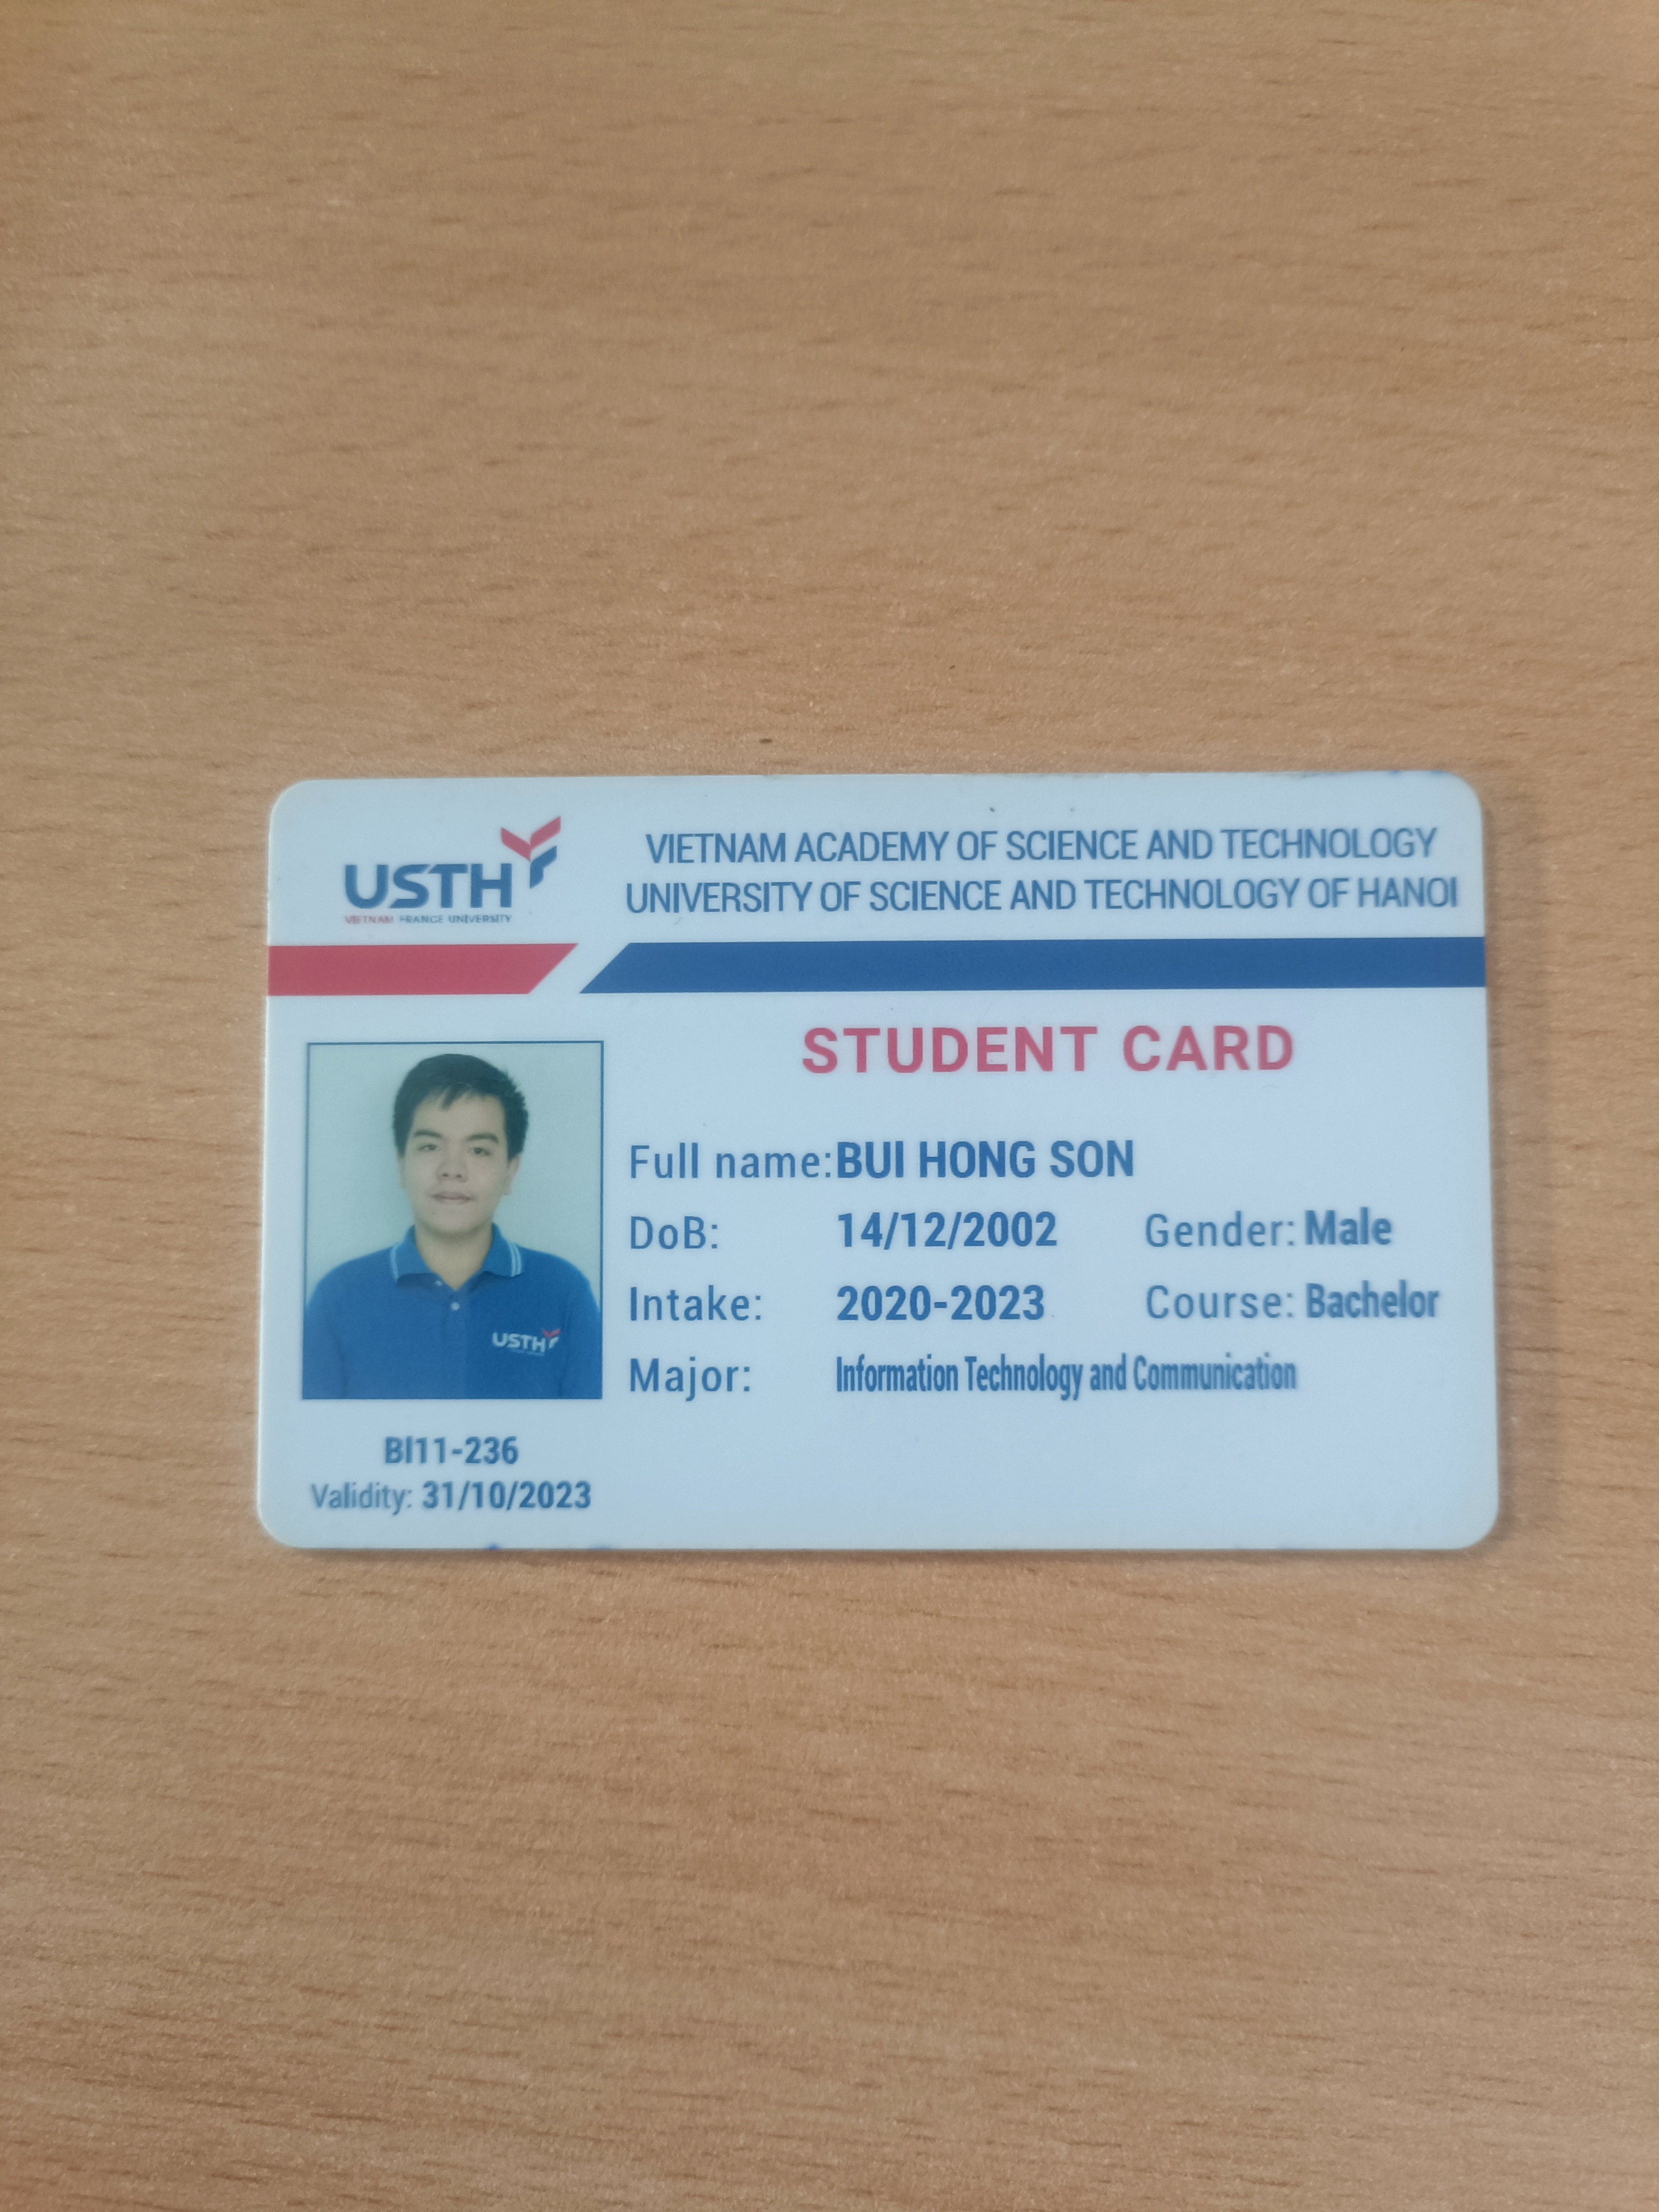 USTH
VIETNAM FRANCE UNIVERSITY
VIETNAM ACADEMY OF SCIENCE AND TECHNOLOGY
UNIVERSITY OF SCIENCE AND TECHNOLOGY OF HANOI
STUDENT CARD
Full name: BUI HONG SON
DoB: 14/12/2002 Gender: Male
Intake: 2020-2023 Course: Bachelor
Major: Information Technology and Communication
USTH
BI11-236
Validity: 31/10/2023